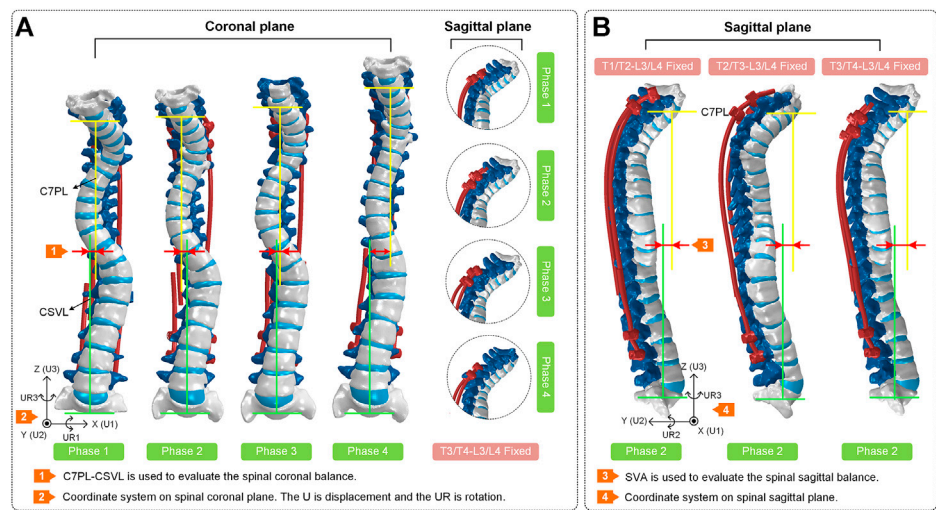 A
Coronal plane
Sagittal plane
C7PL
1
CSVL
Z (U3)
UR3
2
X (U1)
Y (U2)
UR1
Phase 1
Phase 2
Phase 3
Phase 4
Phase 1
Phase 2
Phase 3
Phase 4
T3/T4-L3/L4 Fixed
1 C7PL-CSVL is used to evaluate the spinal coronal balance.
2 Coordinate system on spinal coronal plane. The U is displacement and the UR is rotation.
B
Sagittal plane
T1/T2-L3/L4 Fixed
T2/T3-L3/L4 Fixed
T3/T4-L3/L4 Fixed
C7PL
3
Z (U3)
UR3
4
Y (U2)
X (U1)
UR2
Phase 2
Phase 2
Phase 2
3 SVA is used to evaluate the spinal sagittal balance.
4 Coordinate system on spinal sagittal plane.